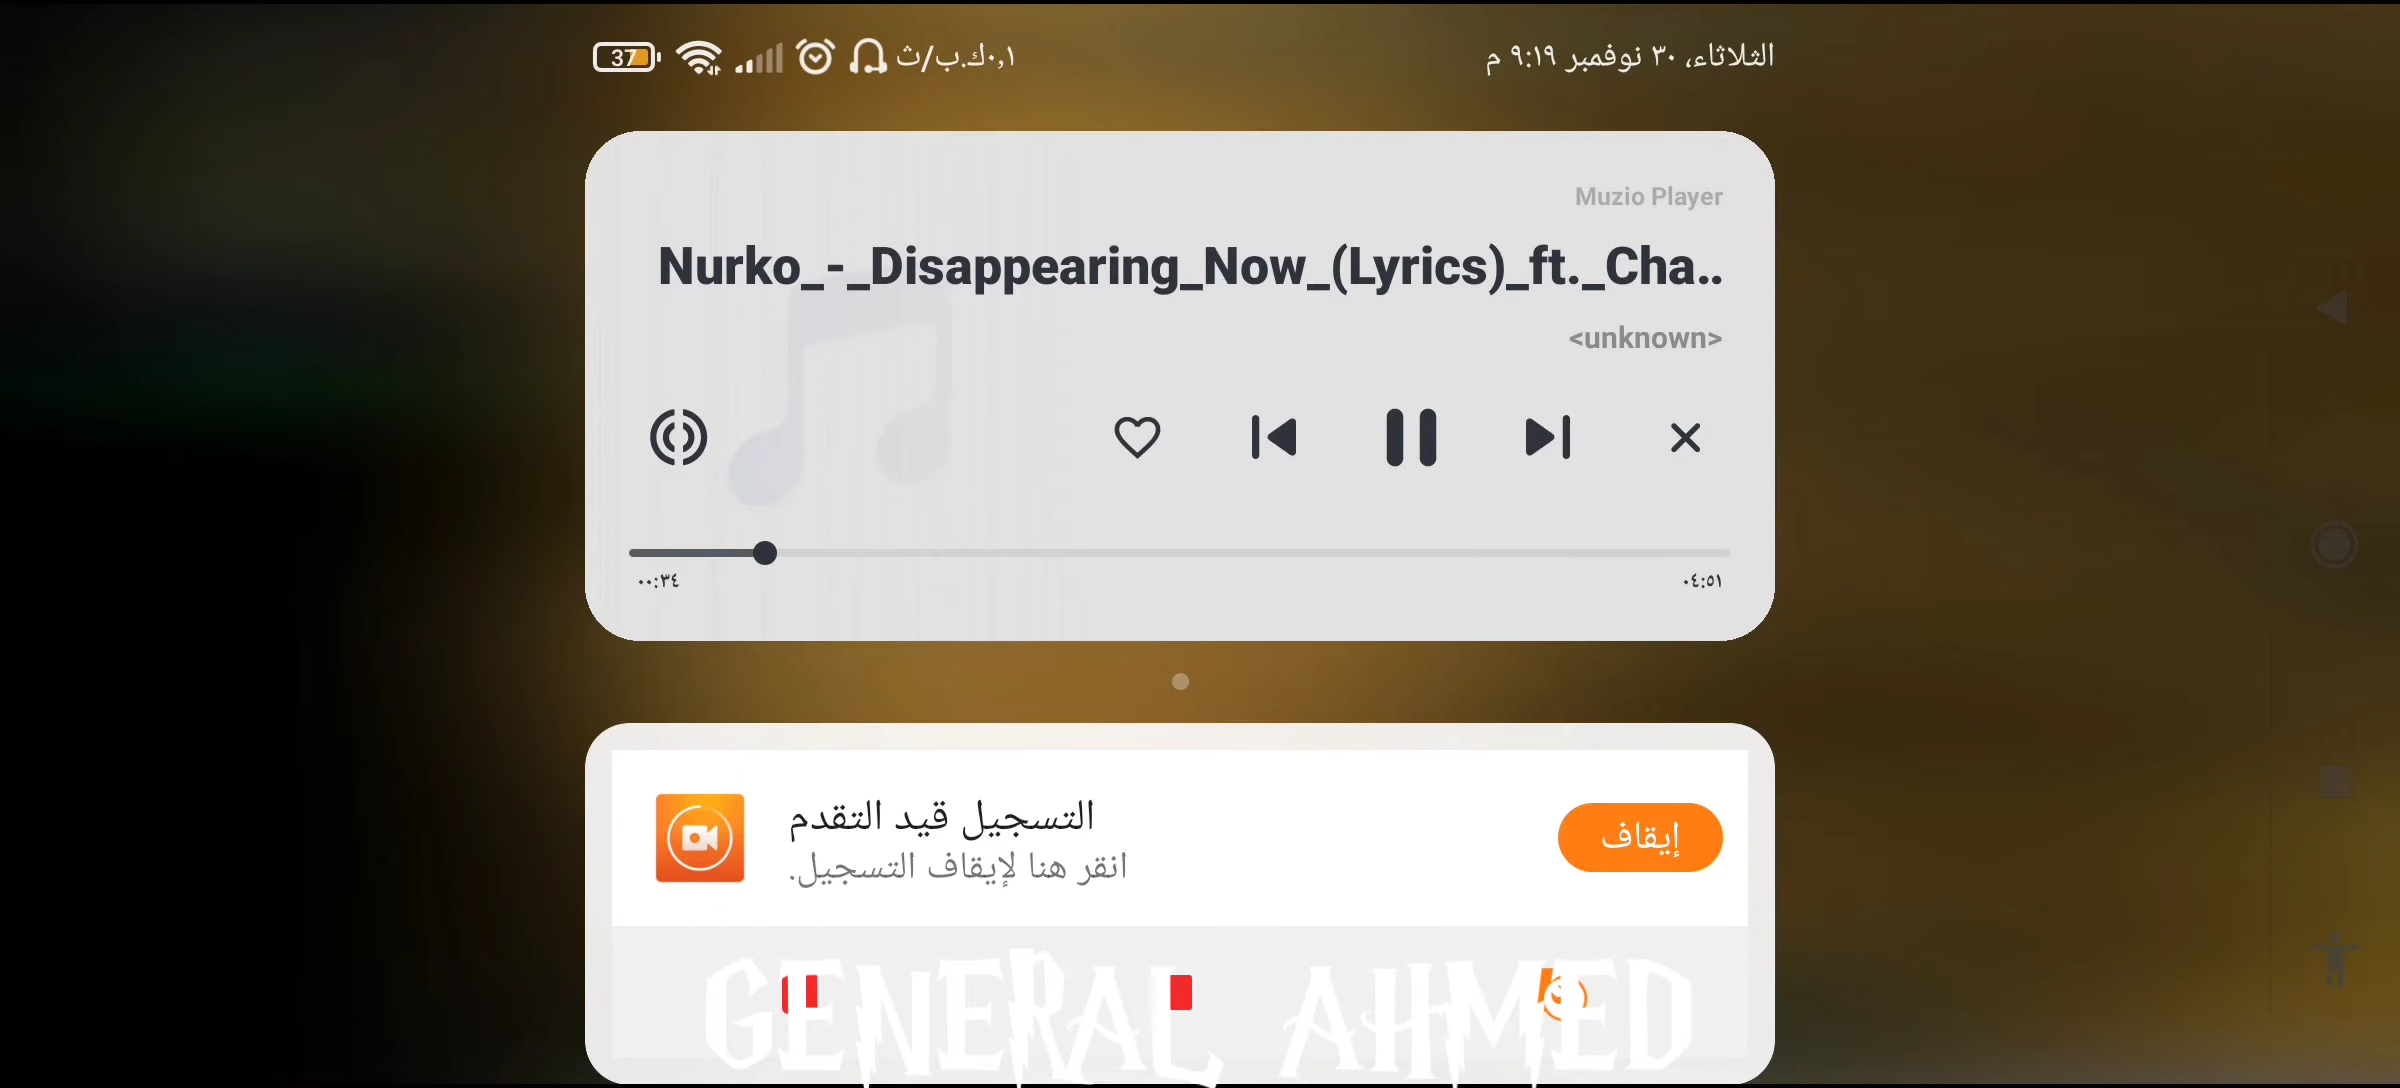 الثلاثاء، ٣٠ نوفمبر ٩:١٩ م
٠,١ك.ب/ث
37
Muzio Player
Nurko_-_Disappearing_Now_(Lyrics)_ft._Cha..
<unknown>
٠٠:٣٤
٠٤:٥١
التسجيل قيد التقدم
انقر هنا لإيقاف التسجيل.
إيقاف
GENERAL AHMED